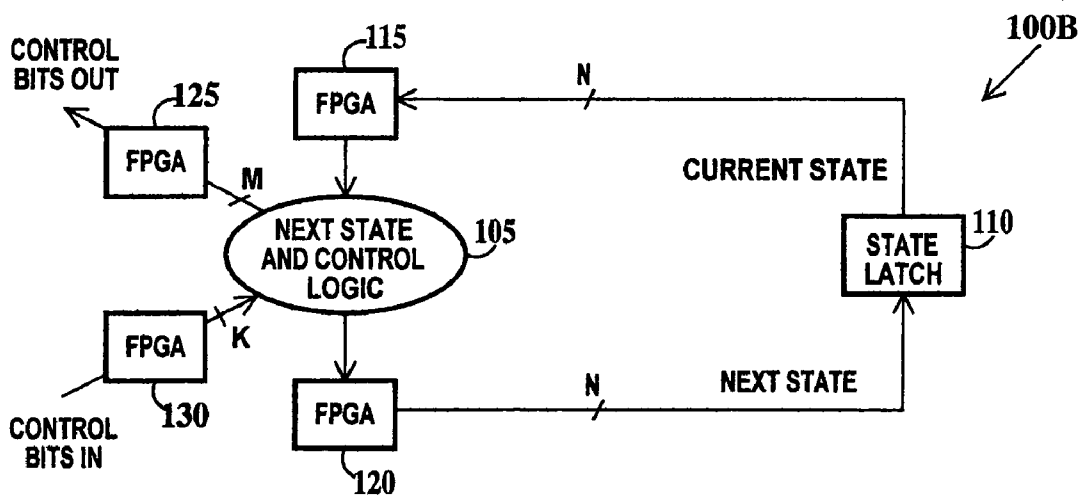 100B
115
CONTROL
BITS OUT
125
FPGA
N
FPGA
M
CURRENT STATE
NEXT STATE
AND CONTROL
LOGIC
105
110
STATE
LATCH
FPGA
K
130
CONTROL
BITS IN
FPGA
120
N
NEXT STATE